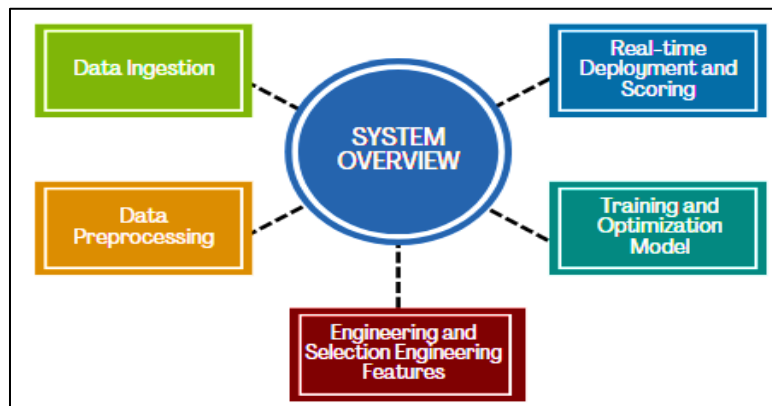 Data Ingestion
Real-time
Deployment and
Scoring
SYSTEM
OVERVIEW
Data
Preprocessing
Training and
Optimization
Model
Engineering and
Selection Engineering
Features